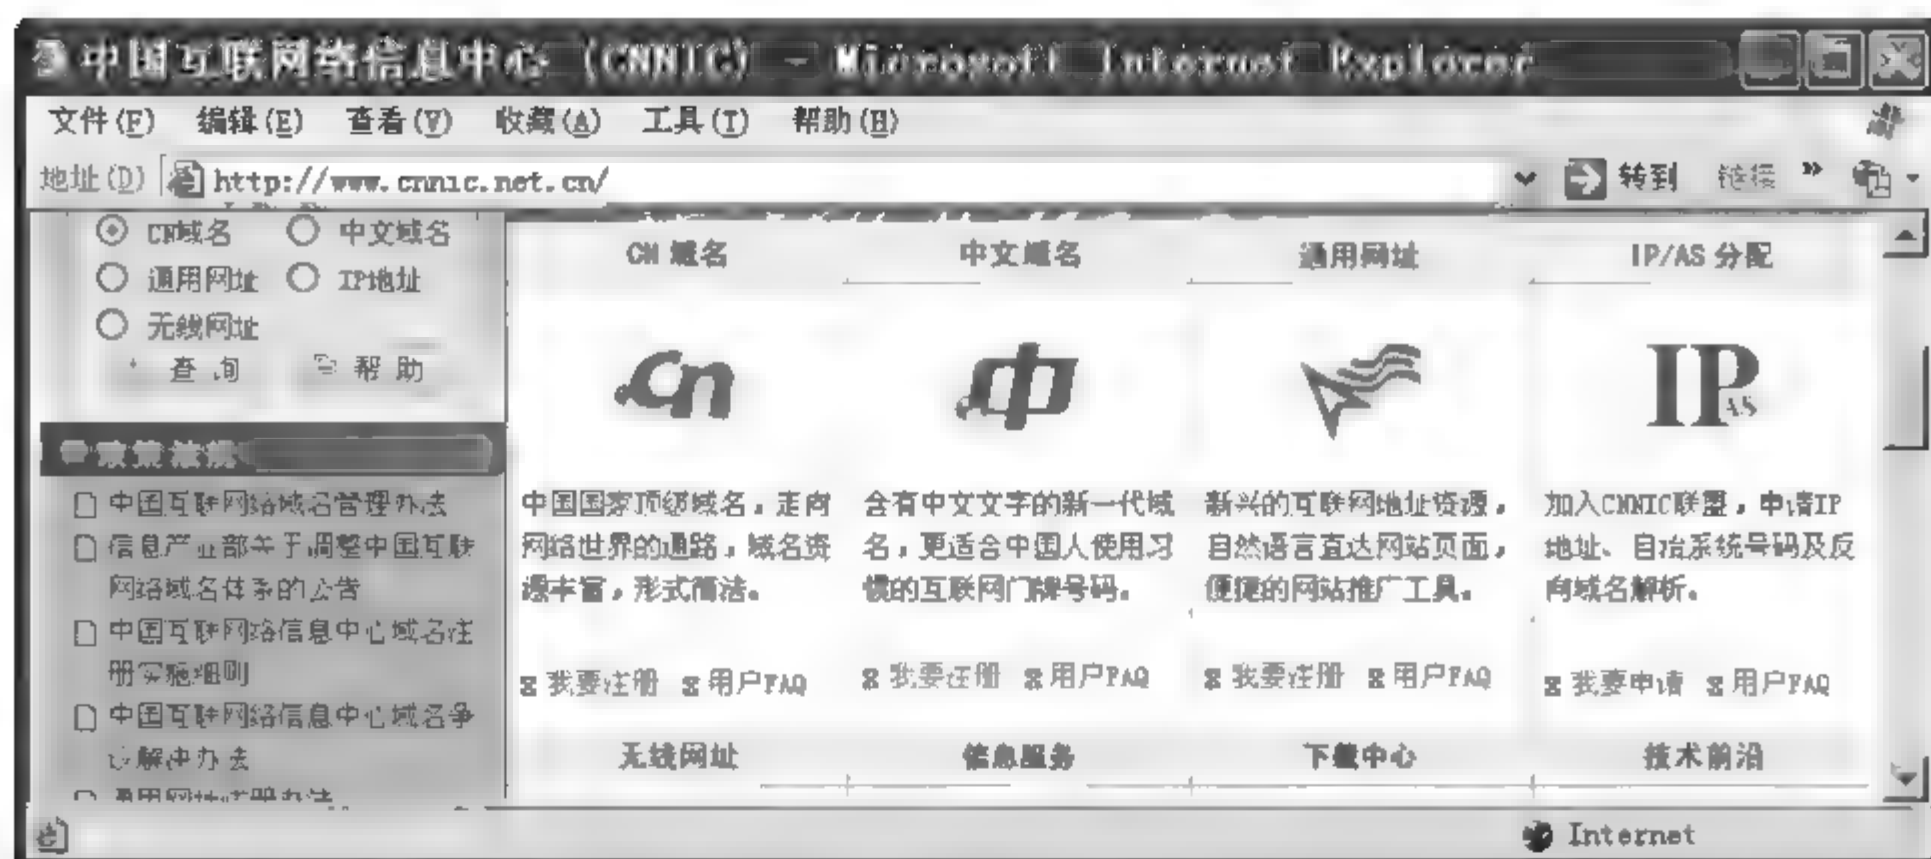 中国互联网络信息中心 (CNNIC) - Microsoft Internet Explorer
文件(F) 编辑(E) 查看(V) 收藏(A) 工具(T) 帮助(H)
地址(D) http://www.cnnic.net.cn/ 转到 链接 »
CN域名 中文域名
通用网址 IP地址
无线网址
查 询 帮 助
政策法规
中国互联网络域名管理办法
信息产业部关于调整中国互联
网络域名体系的公告
中国互联网络信息中心域名注
册实施细则
中国互联网络信息中心域名争
议解决办法
通用网址注册办法
CN 域名
中国国家顶级域名，走向
网络世界的通路，域名资
源丰富，形式简洁。
我要注册 用户FAQ
中文域名
含有中文文字的新一代域
名，更适合中国人使用习
惯的互联网门牌号码。
我要注册 用户FAQ
通用网址
新兴的互联网地址资源，
自然语言直达网站页面，
便捷的网站推广工具。
我要注册 用户FAQ
IP/AS 分配
IP AS
加入CNNIC联盟，申请IP
地址、自治系统号码及反
向域名解析。
我要申请 用户FAQ
无线网址 信息服务 下载中心 技术前沿
Internet